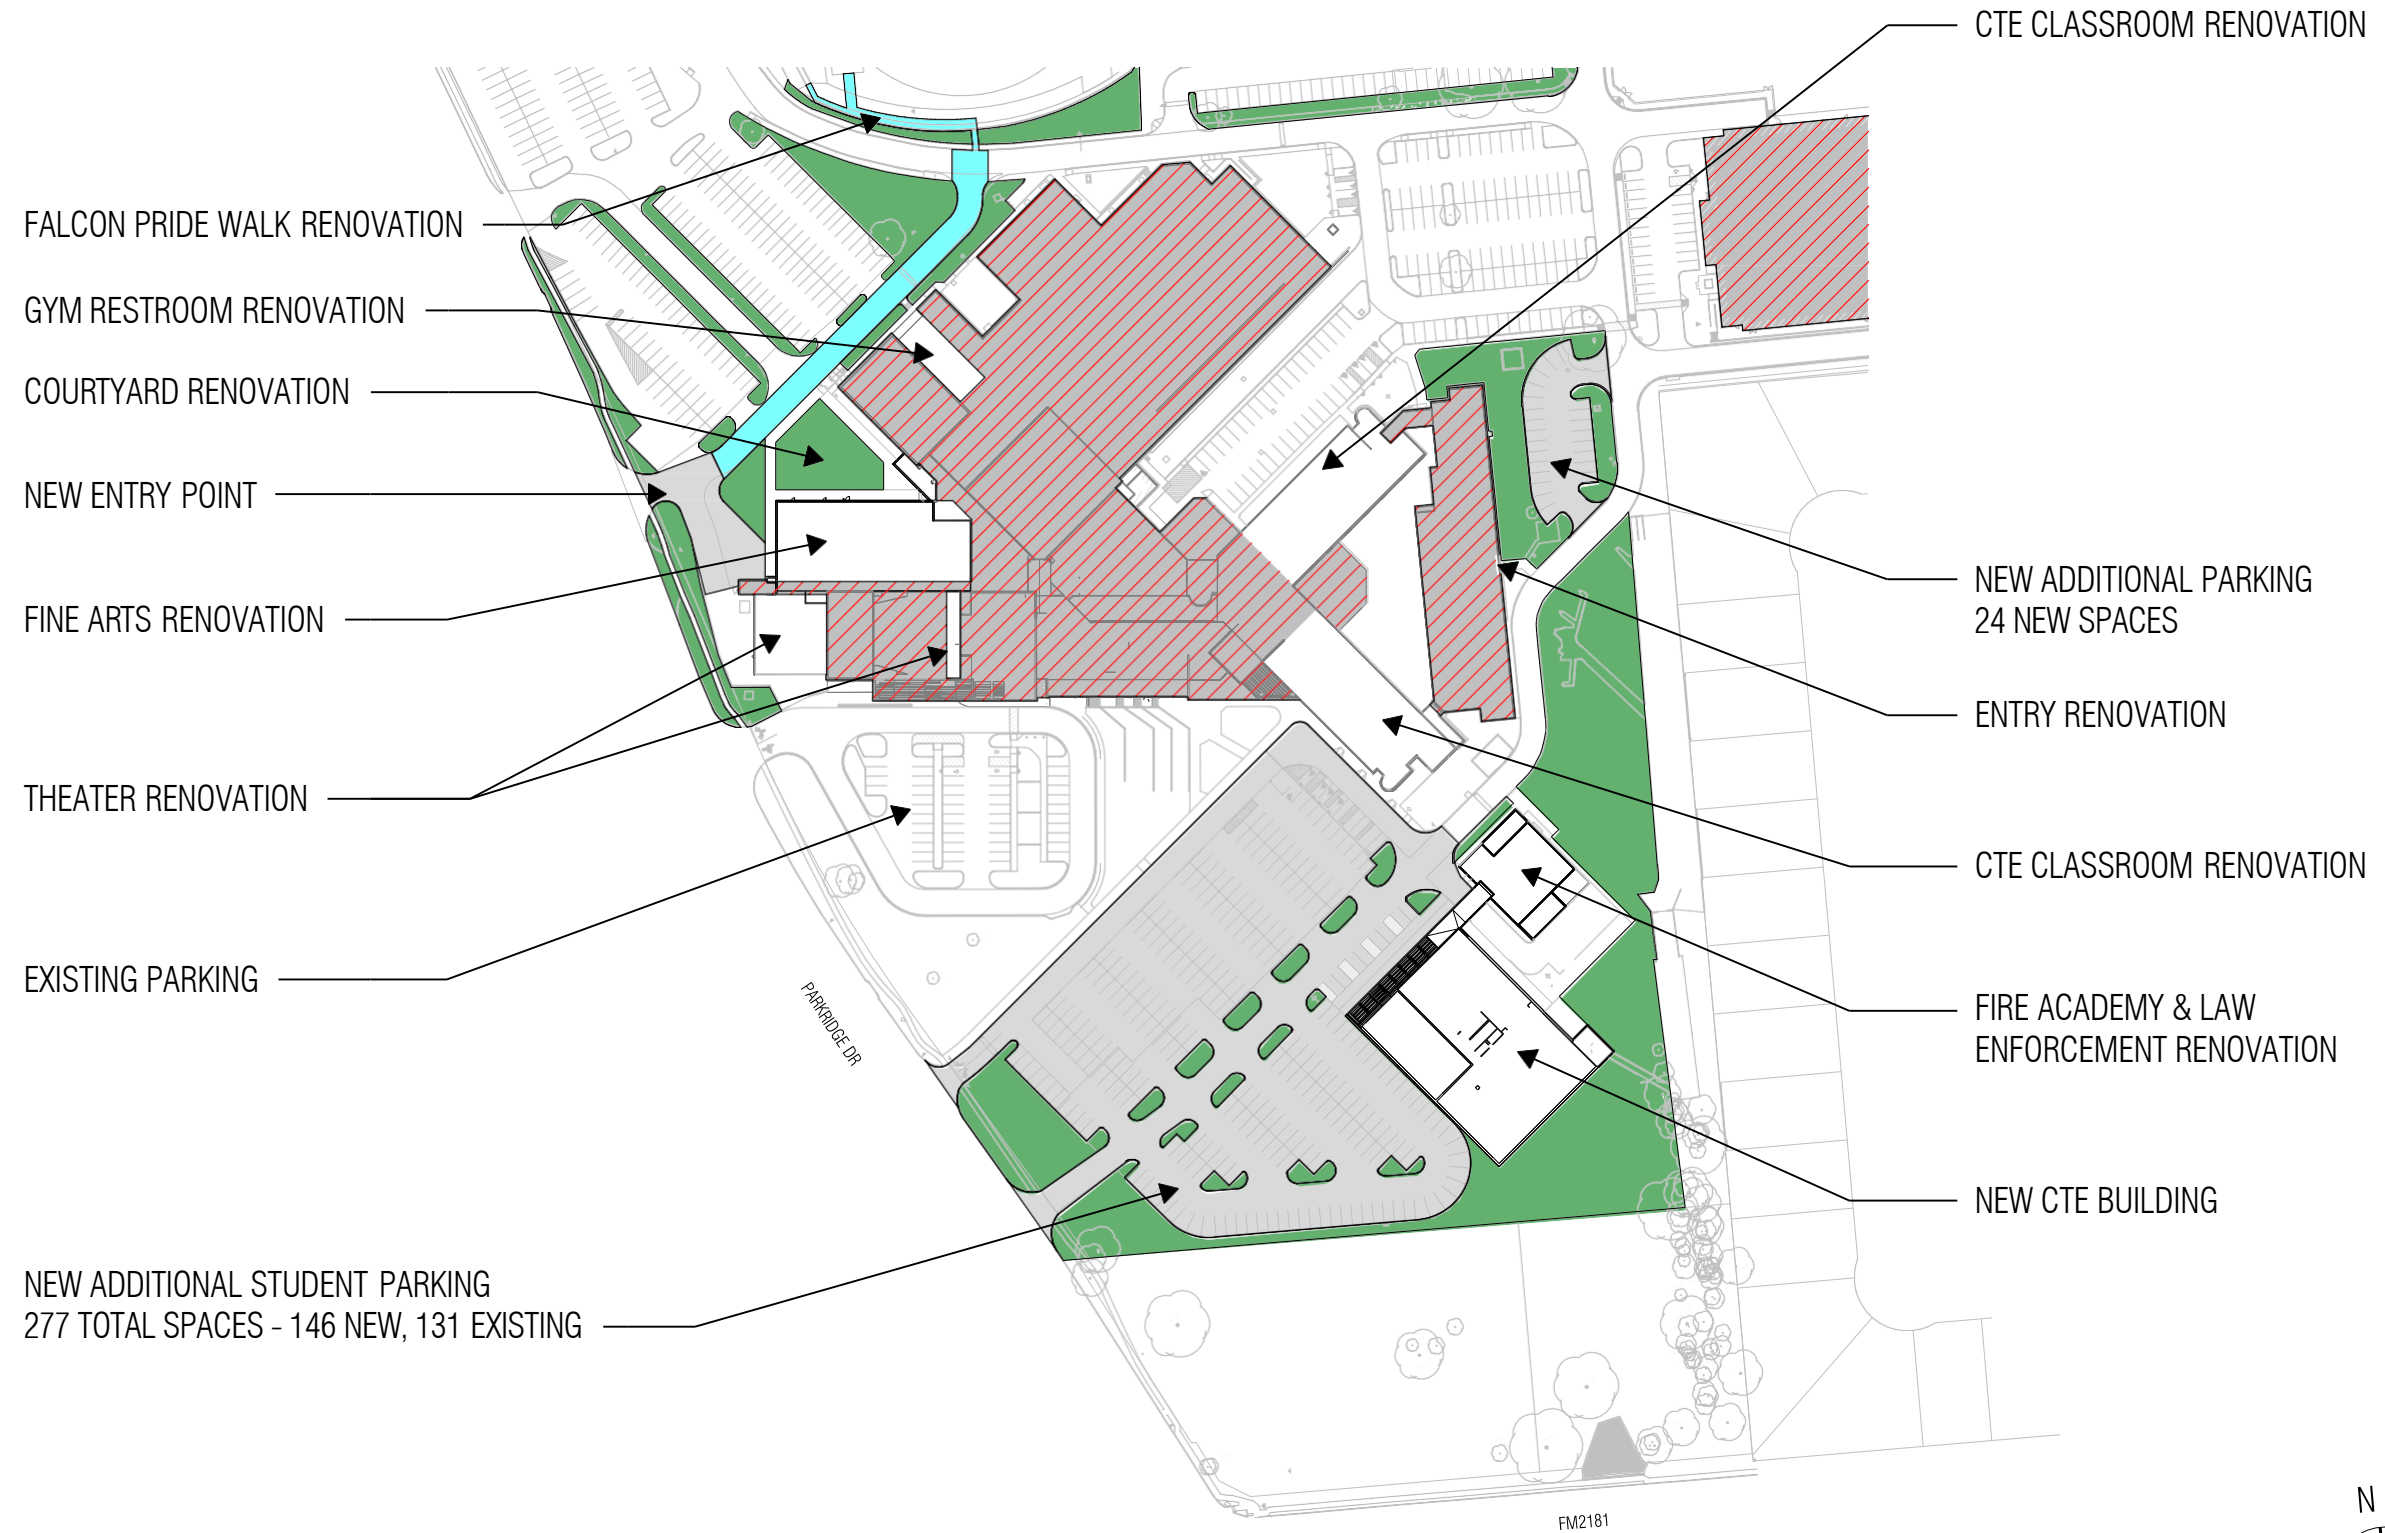 CTE CLASSROOM RENOVATION
FALCON PRIDE WALK RENOVATION
GYM RESTROOM RENOVATION
COURTYARD RENOVATION
NEW ENTRY POINT
FINE ARTS RENOVATION
THEATER RENOVATION
EXISTING PARKING
NEW ADDITIONAL STUDENT PARKING
277 TOTAL SPACES - 146 NEW, 131 EXISTING
NEW ADDITIONAL PARKING
24 NEW SPACES
ENTRY RENOVATION
CTE CLASSROOM RENOVATION
FIRE ACADEMY & LAW
ENFORCEMENT RENOVATION
NEW CTE BUILDING
PARKRIDGE DR
FM2181
N